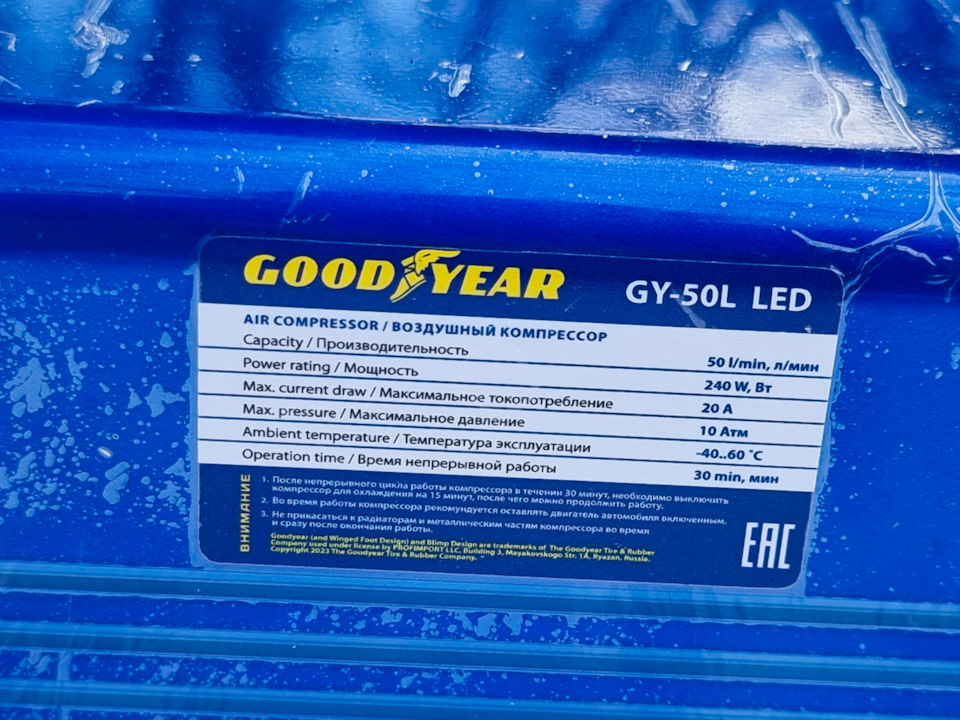 GOODYEAR GY-50L LED
AIR COMPRESSOR / ВОЗДУШНЫЙ КОМПРЕССОР
Capacity / Производительность 50 l/min, л/мин
Power rating / Мощность 240 W, Вт
Max. current draw / Максимальное токопотребление 20 A
Max. pressure / Максимальное давление 10 Атм
Ambient temperature / Температура эксплуатации -40..60 °C
Operation time / Время непрерывной работы 30 min, мин
ВНИМАНИЕ
1. После непрерывного цикла работы компрессора в течении 30 минут, необходимо выключить
компрессор для охлаждения на 15 минут, после чего можно продолжить работу.
2. Во время работы компрессора рекомендуется оставлять двигатель автомобиля включенным.
3. Не прикасаться к радиаторам и металлическим частям компрессора во время
и сразу после окончания работы.
Goodyear (and Winged Foot Design) and Blimp Design are trademarks of The Goodyear Tire & Rubber
Company used under license by PROFIMPORT LLC, Building 3, Mayakovskogo Str. 1A, Ryazan, Russia.
Copyright 2023 The Goodyear Tire & Rubber Company.
EAC